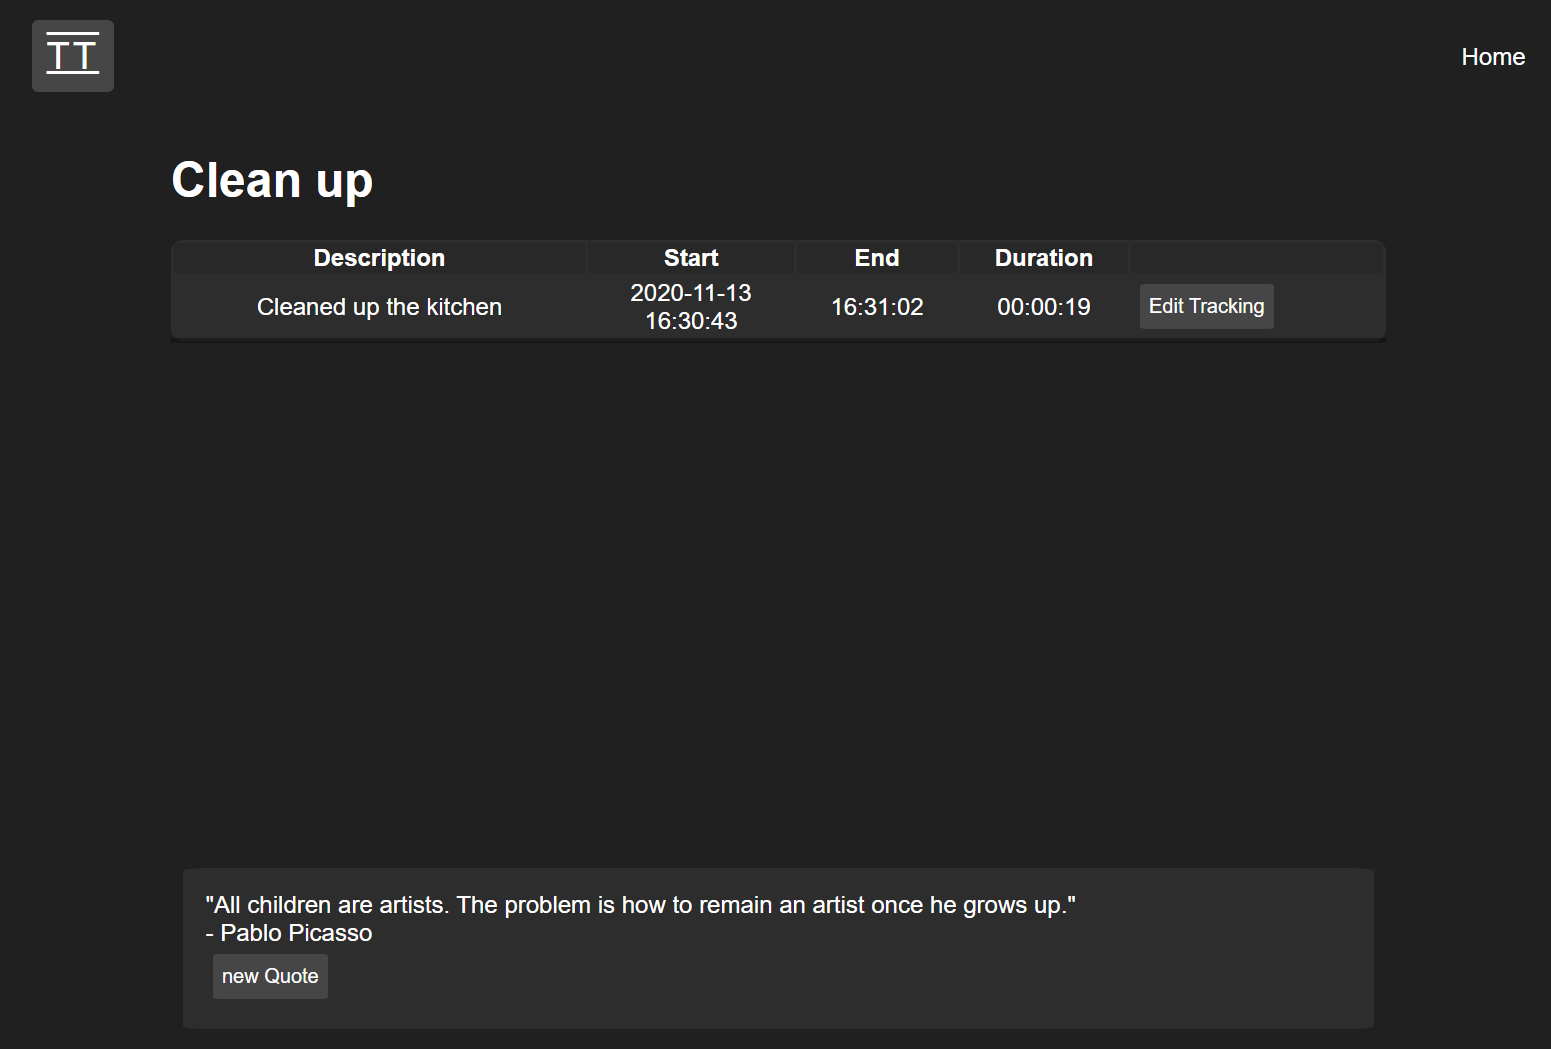 TT
Home
Clean up
Description Start End Duration
Cleaned up the kitchen 2020-11-13 16:31:02 00:00:19 Edit Tracking
16:30:43
"All children are artists. The problem is how to remain an artist once he grows up."
- Pablo Picasso
new Quote